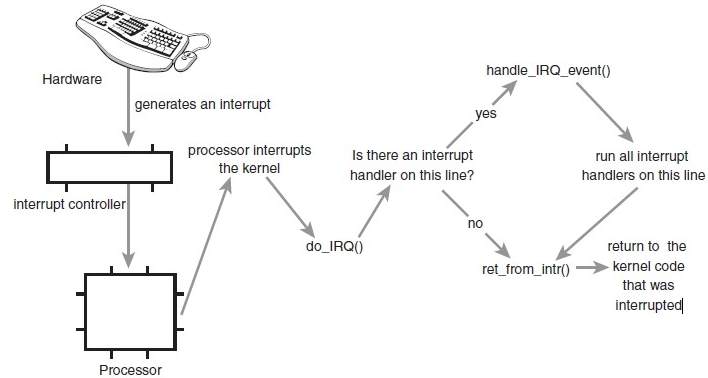 Hardware
generates an interrupt
interrupt controller
Processor
processor interrupts
the kernel
do_IRQ()
Is there an interrupt
handler on this line?
yes
no
handle_IRQ_event()
run all interrupt
handlers on this line
ret_from_intr()
return to the
kernel code
that was
interrupted